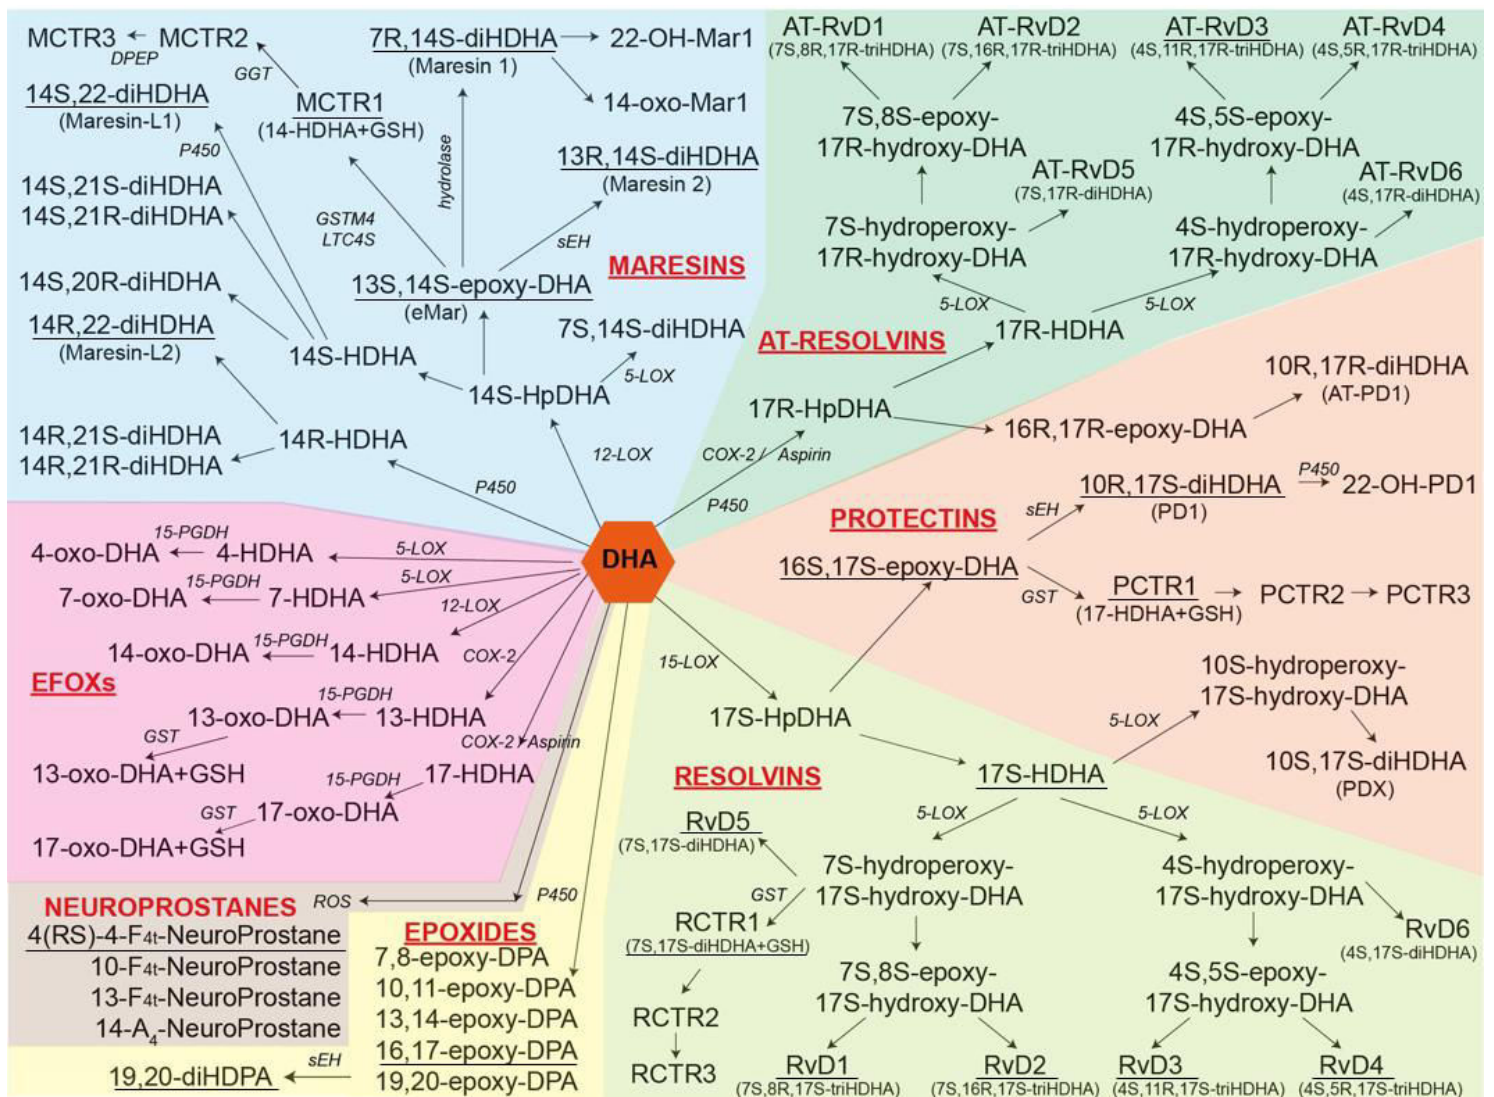 MCTR3
DPEP
MCTR2
GGT
14S,22-diHDHA
(Maresin-L1)
MCTR1
(14-HDHA+GSH)
7R,14S-diHDHA
(Maresin 1)
22-OH-Mar1
14-oxo-Mar1
13R,14S-diHDHA
(Maresin 2)
P450
14S,21S-diHDHA
14S,21R-diHDHA
GSTM4
LTC4S
hydrolase
sEH
MARESINS
14S,20R-diHDHA
13S,14S-epoxy-DHA
(eMar)
14R,22-diHDHA
(Maresin-L2)
14S-HDHA
7S,14S-diHDHA
5-LOX
14S-HpDHA
14R,21S-diHDHA
14R,21R-diHDHA
14R-HDHA
12-LOX
P450
AT-RvD1
(7S,8R,17R-triHDHA)
AT-RvD2
(7S,16R,17R-triHDHA)
AT-RvD3
(4S,11R,17R-triHDHA)
AT-RvD4
(4S,5R,17R-triHDHA)
7S,8S-epoxy-
17R-hydroxy-DHA
4S,5S-epoxy-
17R-hydroxy-DHA
AT-RvD5
(7S,17R-diHDHA)
AT-RvD6
(4S,17R-diHDHA)
7S-hydroperoxy-
17R-hydroxy-DHA
4S-hydroperoxy-
17R-hydroxy-DHA
5-LOX
5-LOX
17R-HDHA
AT-RESOLVINS
17R-HpDHA
COX-2 / Aspirin
P450
10R,17R-diHDHA
(AT-PD1)
16R,17R-epoxy-DHA
PROTECTINS
10R,17S-diHDHA
(PD1)
P450
22-OH-PD1
sEH
16S,17S-epoxy-DHA
GST
PCTR1
(17-HDHA+GSH)
PCTR2
PCTR3
10S-hydroperoxy-
17S-hydroxy-DHA
5-LOX
10S,17S-diHDHA
(PDX)
DHA
4-oxo-DHA
15-PGDH
4-HDHA
5-LOX
7-oxo-DHA
15-PGDH
7-HDHA
5-LOX
12-LOX
14-oxo-DHA
15-PGDH
14-HDHA
COX-2
EFOXs
13-oxo-DHA
15-PGDH
13-HDHA
GST
COX-2 Aspirin
13-oxo-DHA+GSH
15-PGDH
17-HDHA
GST
17-oxo-DHA
17-oxo-DHA+GSH
NEUROPROSTANES
ROS
4(RS)-4-F4t-NeuroProstane
10-F4t-NeuroProstane
13-F4t-NeuroProstane
14-A4-NeuroProstane
P450
EPOXIDES
7,8-epoxy-DPA
10,11-epoxy-DPA
13,14-epoxy-DPA
16,17-epoxy-DPA
19,20-epoxy-DPA
sEH
19,20-diHDPA
15-LOX
17S-HpDHA
RESOLVINS
17S-HDHA
5-LOX
5-LOX
RvD5
(7S,17S-diHDHA)
7S-hydroperoxy-
17S-hydroxy-DHA
4S-hydroperoxy-
17S-hydroxy-DHA
GST
RCTR1
(7S,17S-diHDHA+GSH)
RvD6
(4S,17S-diHDHA)
RCTR2
RCTR3
7S,8S-epoxy-
17S-hydroxy-DHA
4S,5S-epoxy-
17S-hydroxy-DHA
RvD1
(7S,8R,17S-triHDHA)
RvD2
(7S,16R,17S-triHDHA)
RvD3
(4S,11R,17S-triHDHA)
RvD4
(4S,5R,17S-triHDHA)